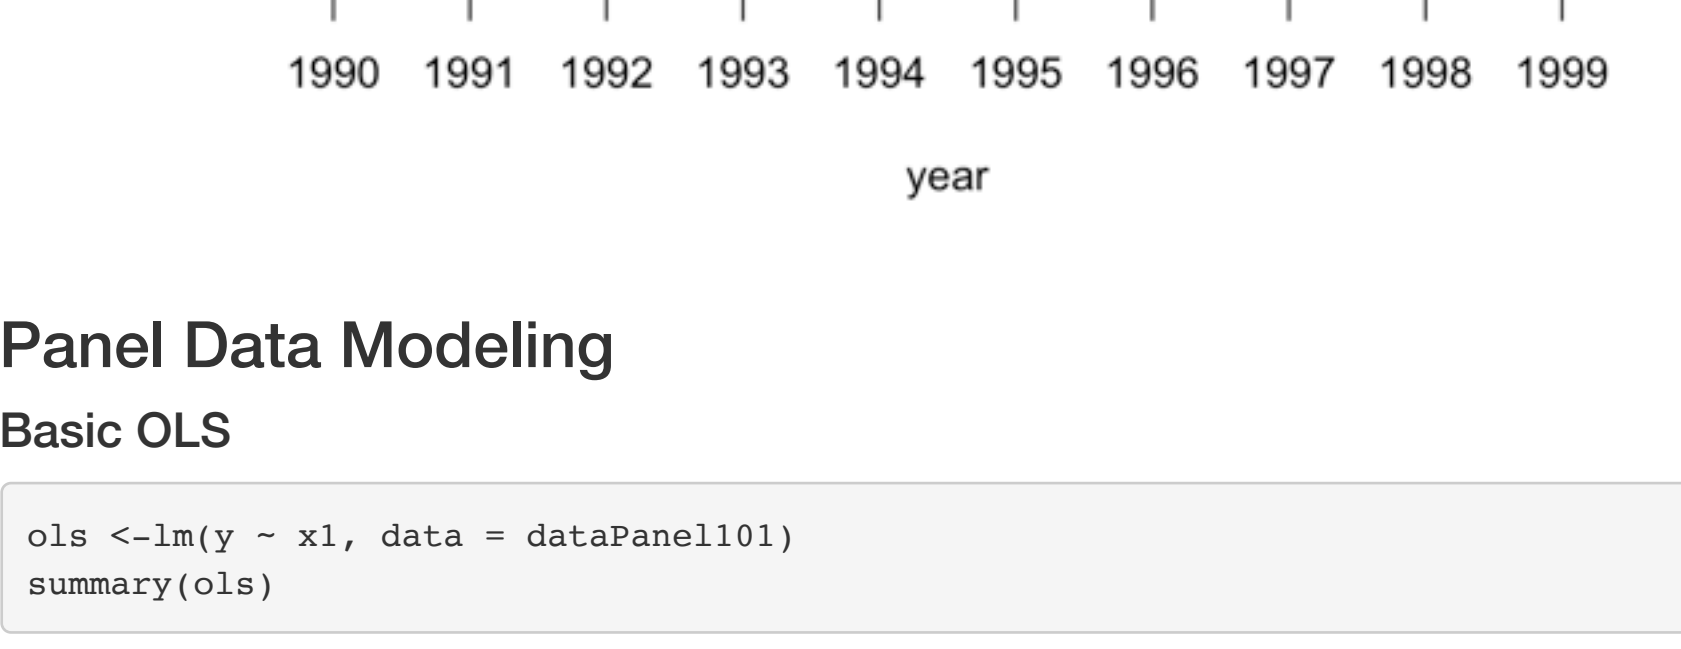 1990 1991 1992 1993 1994 1995 1996 1997 1998 1999
year
Panel Data Modeling
Basic OLS
ols <-lm(y ~ x1, data = dataPanel101)
summary(ols)